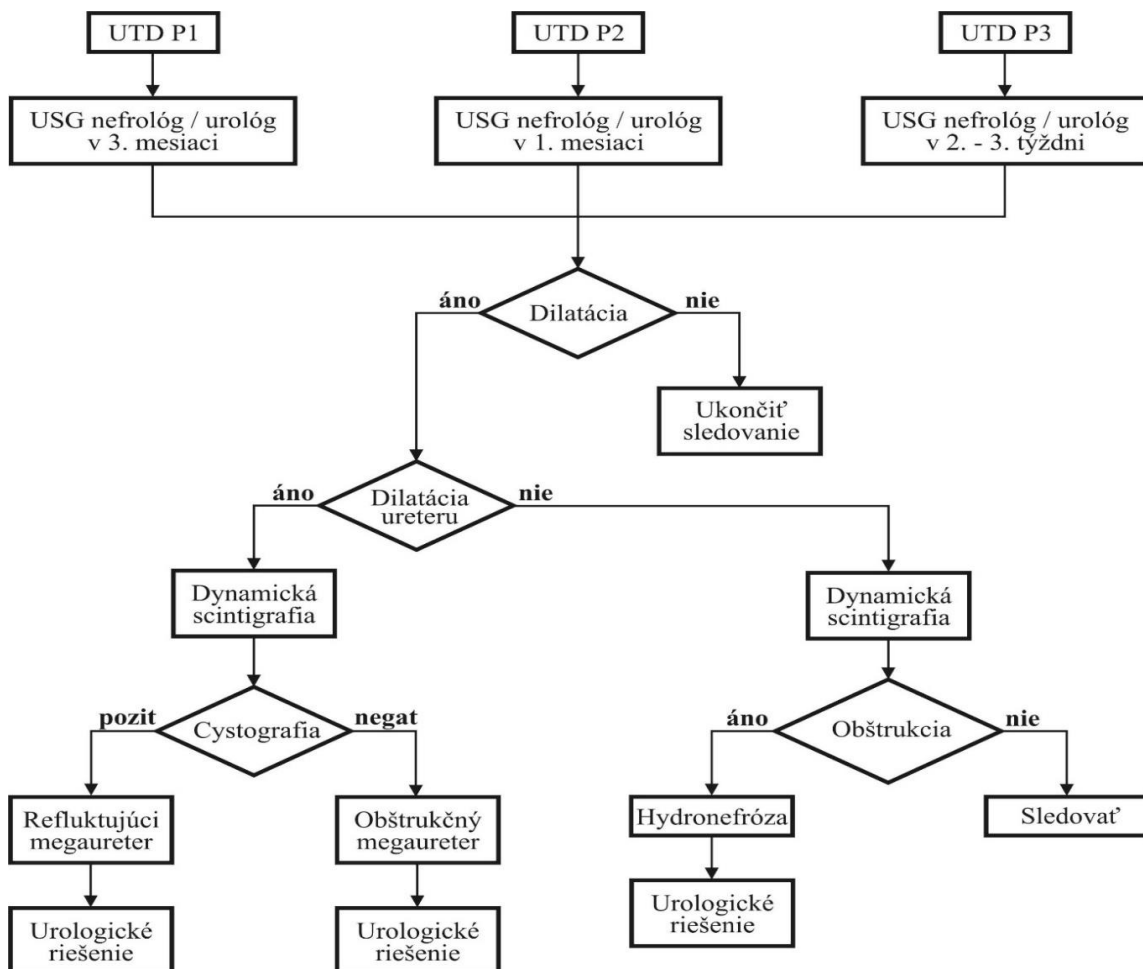 UTD P1
UTD P2
UTD P3
USG nefrológ / urológ
v 3. mesiaci
USG nefrológ / urológ
v 1. mesiaci
USG nefrológ / urológ
v 2. - 3. týždni
áno
Dilatácia
nie
Ukončiť
sledovanie
áno
Dilatácia
ureteru
nie
Dynamická
scintigrafia
Dynamická
scintigrafia
pozit
Cystografia
negat
áno
Obštrukcia
nie
Refluktujúci
megaureter
Obštrukčný
megaureter
Hydronefróza
Sledovať
Urologické
riešenie
Urologické
riešenie
Urologické
riešenie